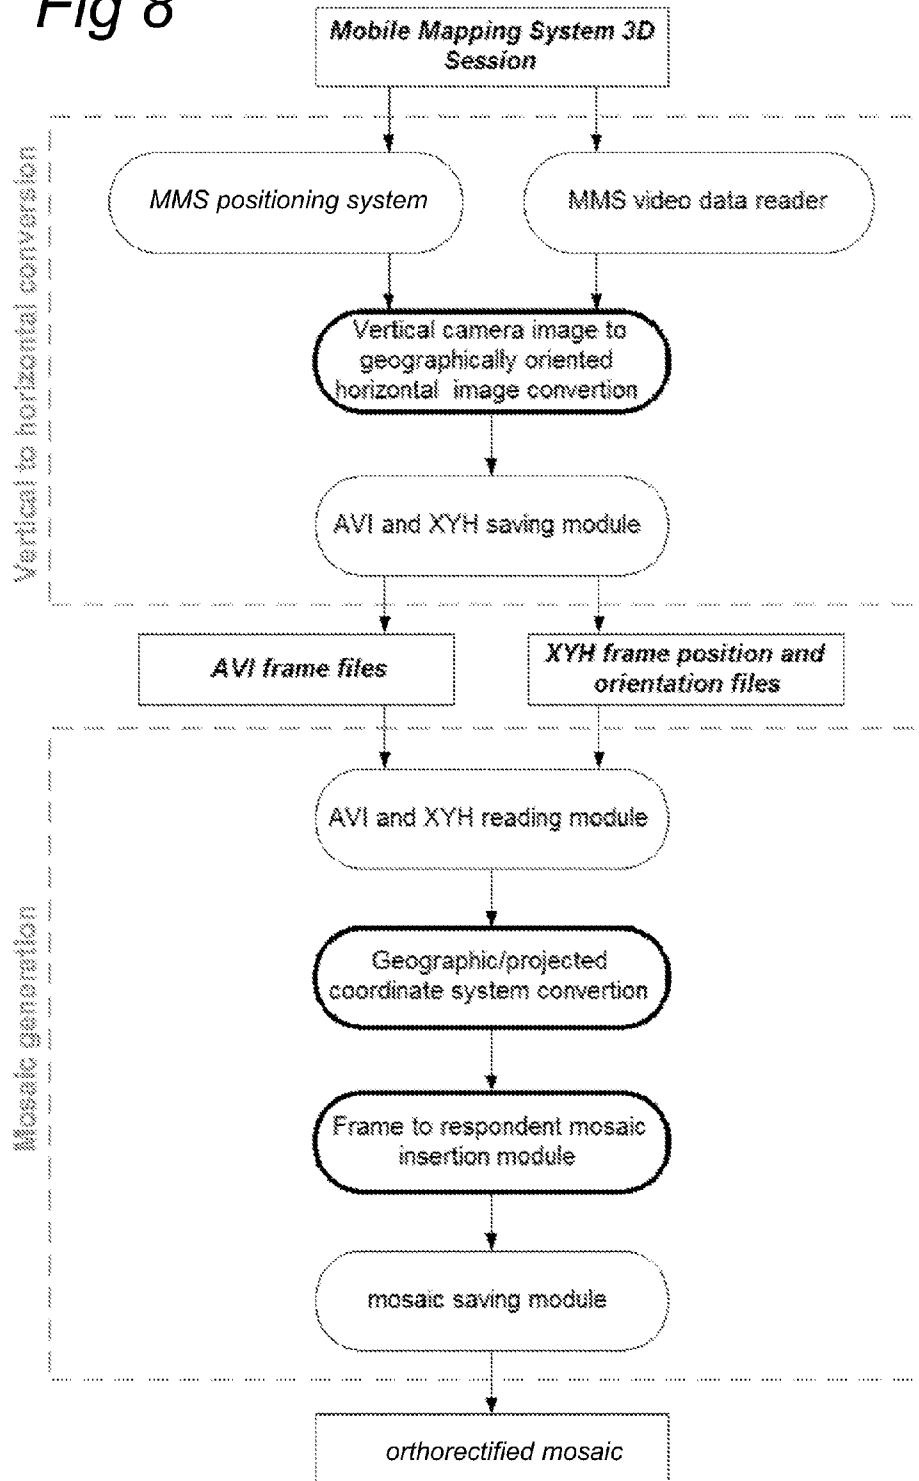 Fig 8
Mobile Mapping System 3D
Session
Vertical to horizontal conversion
MMS positioning system
MMS video data reader
Vertical camera image to
geographically oriented
horizontal image convertion
AVI and XYH saving module
AVI frame files
XYH frame position and
orientation files
Mosaic generation
AVI and XYH reading module
Geographic/projected
coordinate system convertion
Frame to respondent mosaic
insertion module
mosaic saving module
orthorectified mosaic